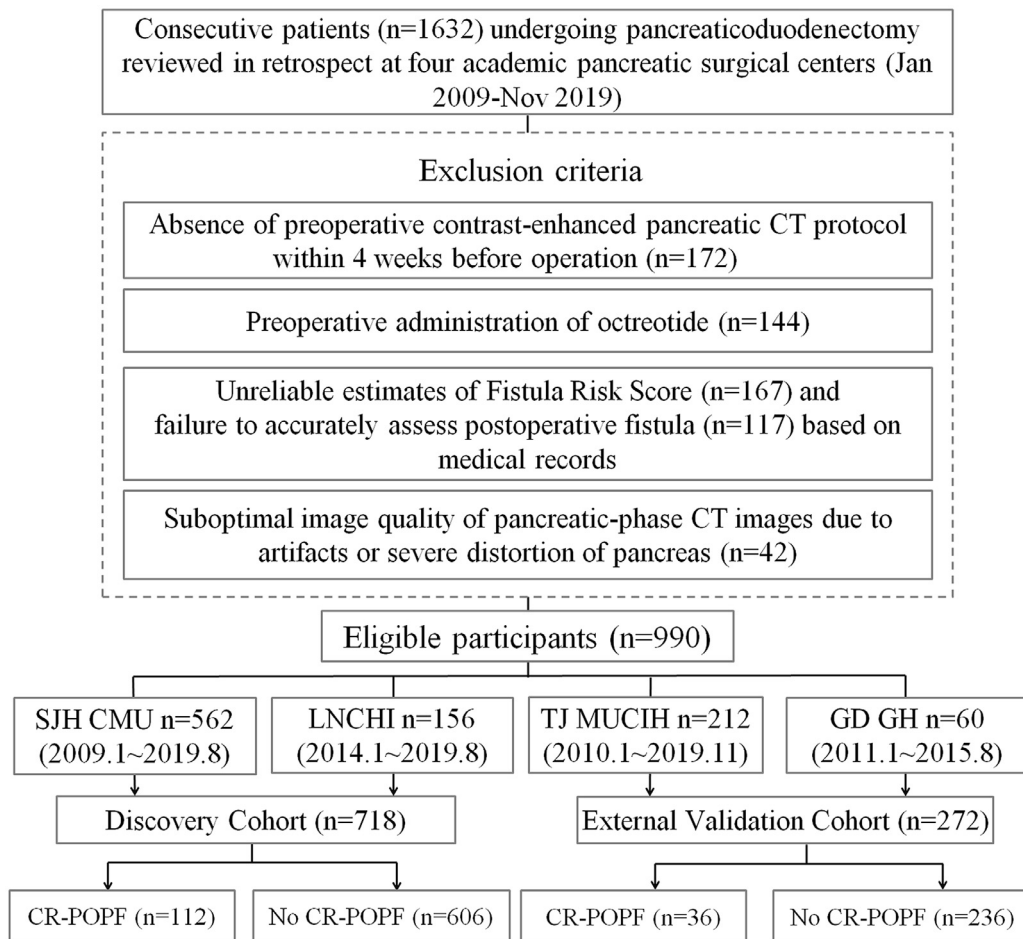 Consecutive patients (n=1632) undergoing pancreaticoduodenectomy
reviewed in retrospect at four academic pancreatic surgical centers (Jan
2009-Nov 2019)
Exclusion criteria
Absence of preoperative contrast-enhanced pancreatic CT protocol
within 4 weeks before operation (n=172)
Preoperative administration of octreotide (n=144)
Unreliable estimates of Fistula Risk Score (n=167) and
failure to accurately assess postoperative fistula (n=117) based on
medical records
Suboptimal image quality of pancreatic-phase CT images due to
artifacts or severe distortion of pancreas (n=42)
Eligible participants (n=990)
SJH CMU n=562
(2009.1~2019.8)
LNCHI n=156
(2014.1~2019.8)
TJ MUCIH n=212
(2010.1~2019.11)
GD GH n=60
(2011.1~2015.8)
Discovery Cohort (n=718)
External Validation Cohort (n=272)
CR-POPF (n=112)
No CR-POPF (n=606)
CR-POPF (n=36)
No CR-POPF (n=236)